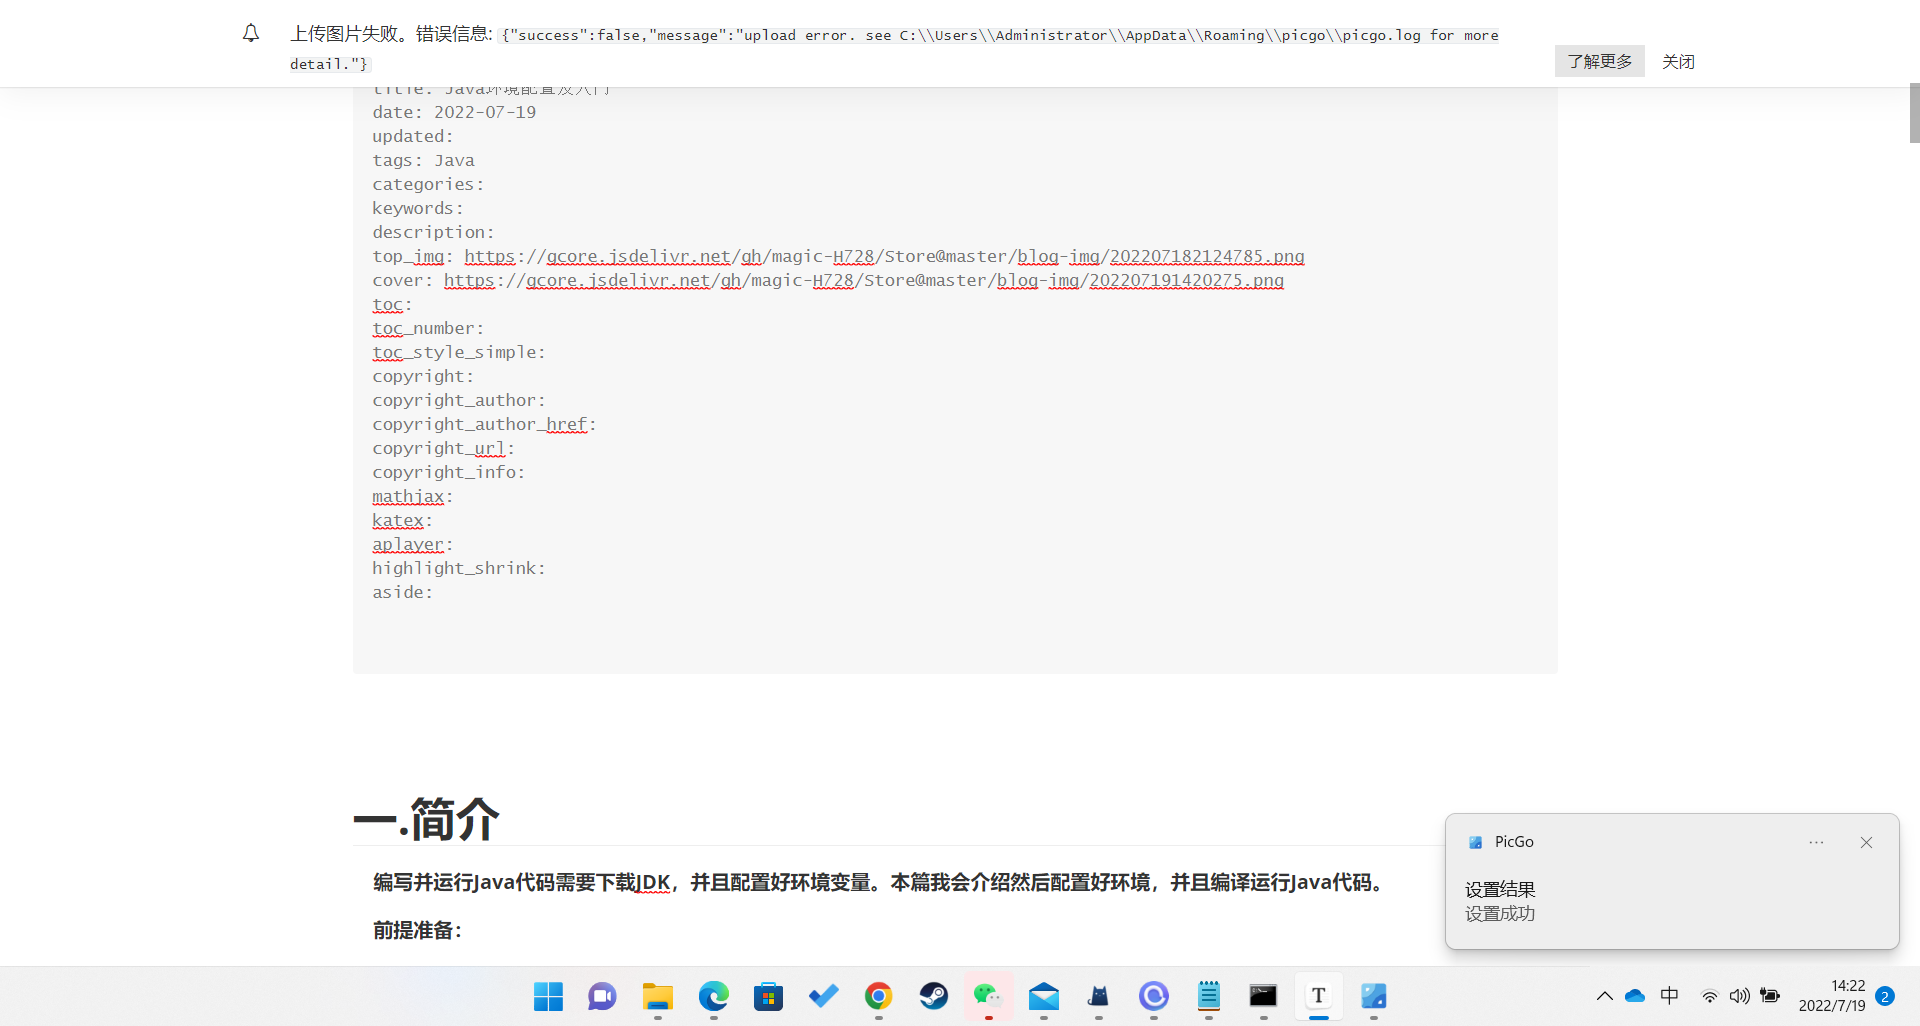 上传图片失败。错误信息: {"success":false,"message":"upload error. see C:\\Users\\Administrator\\AppData\\Roaming\\picgo\\picgo.log for more
detail."}
了解更多 关闭
title: Java环境配置及入门
date: 2022-07-19
updated:
tags: Java
categories:
keywords:
description:
top_img: https://gcore.jsdelivr.net/gh/magic-H728/Store@master/blog-img/202207182124785.png
cover: https://gcore.jsdelivr.net/gh/magic-H728/Store@master/blog-img/202207191420275.png
toc:
toc_number:
toc_style_simple:
copyright:
copyright_author:
copyright_author_href:
copyright_url:
copyright_info:
mathjax:
katex:
aplayer:
highlight_shrink:
aside:
一.简介
编写并运行Java代码需要下载JDK，并且配置好环境变量。本篇我会介绍然后配置好环境，并且编译运行Java代码。
前提准备：
PicGo
设置结果
设置成功
T
中
14:22
2022/7/19
2